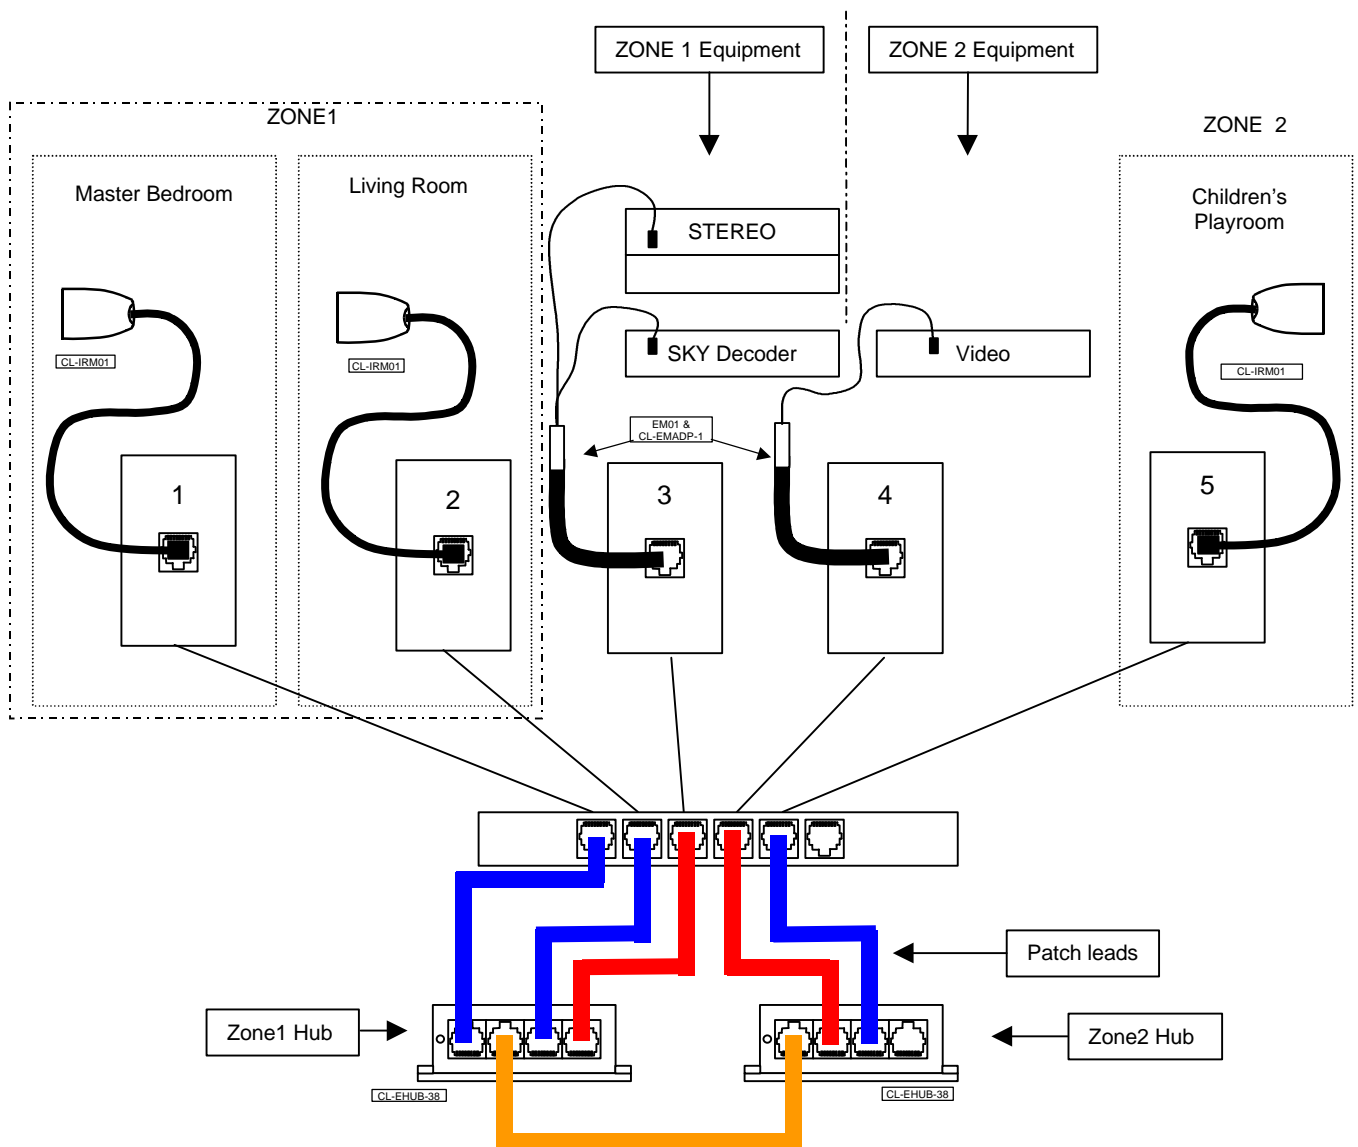 ZONE 1 Equipment
ZONE 2 Equipment
ZONE1
ZONE 2
Master Bedroom
Living Room
Children's
Playroom
STEREO
SKY Decoder
Video
CL-IRM01
CL-IRM01
CL-IRM01
EM01 &
CL-EMADP-1
1
2
3
4
5
Patch leads
Zone1 Hub
Zone2 Hub
CL-EHUB-38
CL-EHUB-38